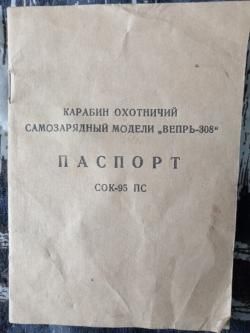 КАРАБИН ОХОТНИЧИЙ
САМОЗАРЯДНЫЙ МОДЕЛИ „ВЕПРЬ-308“
ПАСПОРТ
СОК-95 ПС